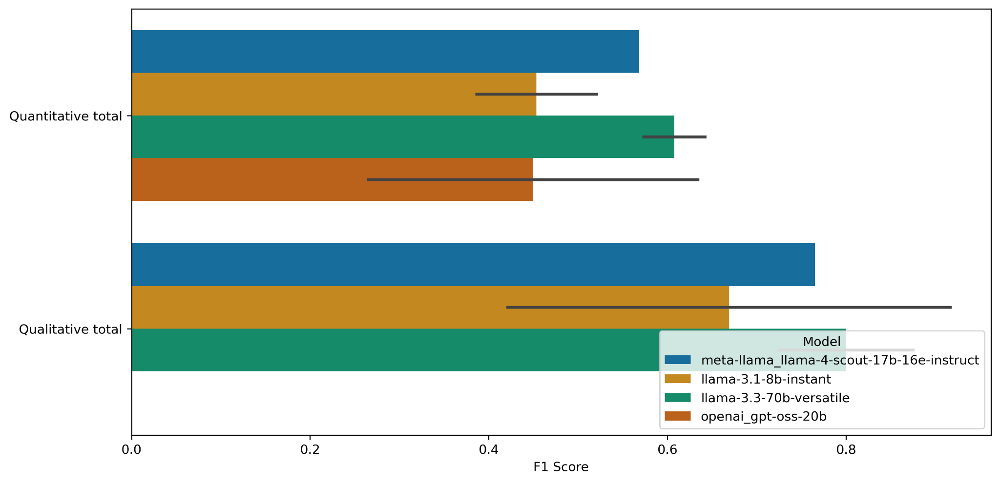 Quantitative total
Qualitative total
Model
meta-llama_llama-4-scout-17b-16e-instruct
llama-3.1-8b-instant
llama-3.3-70b-versatile
openai_gpt-oss-20b
0.0 0.2 0.4 0.6 0.8
F1 Score